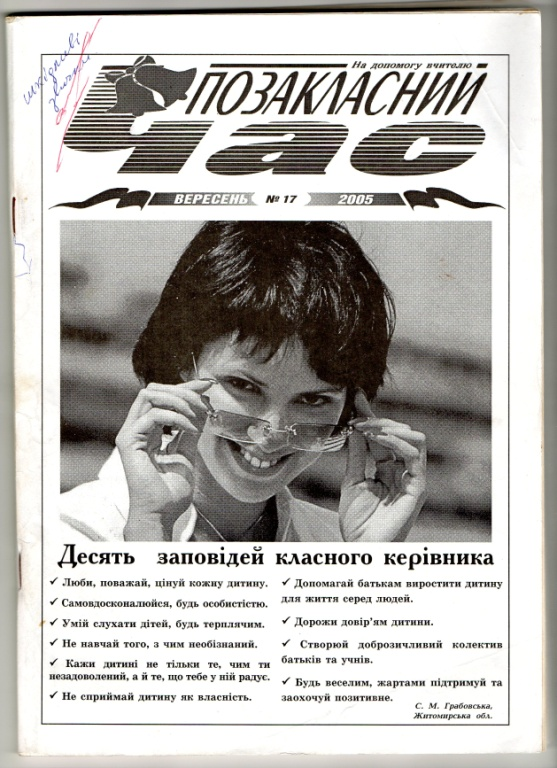 шкідливі
звички
На допомогу вчителю
ПОЗАКЛАСНИЙ
час
ВЕРЕСЕНЬ № 17 2005
Десять заповідей класного керівника
✓ Люби, поважай, цінуй кожну дитину.
✓ Самовдосконалюйся, будь особистістю.
✓ Умій слухати дітей, будь терплячим.
✓ Не навчай того, з чим необізнаний.
✓ Кажи дитині не тільки те, чим ти
незадоволений, а й те, що тебе у ній радує.
✓ Не сприймай дитину як власність.
✓ Допомагай батькам виростити дитину
для життя серед людей.
✓ Дорожи довір'ям дитини.
✓ Створюй доброзичливий колектив
батьків та учнів.
✓ Будь веселим, жартами підтримуй та
заохочуй позитивне.
С. М. Грабовська,
Житомирська обл.